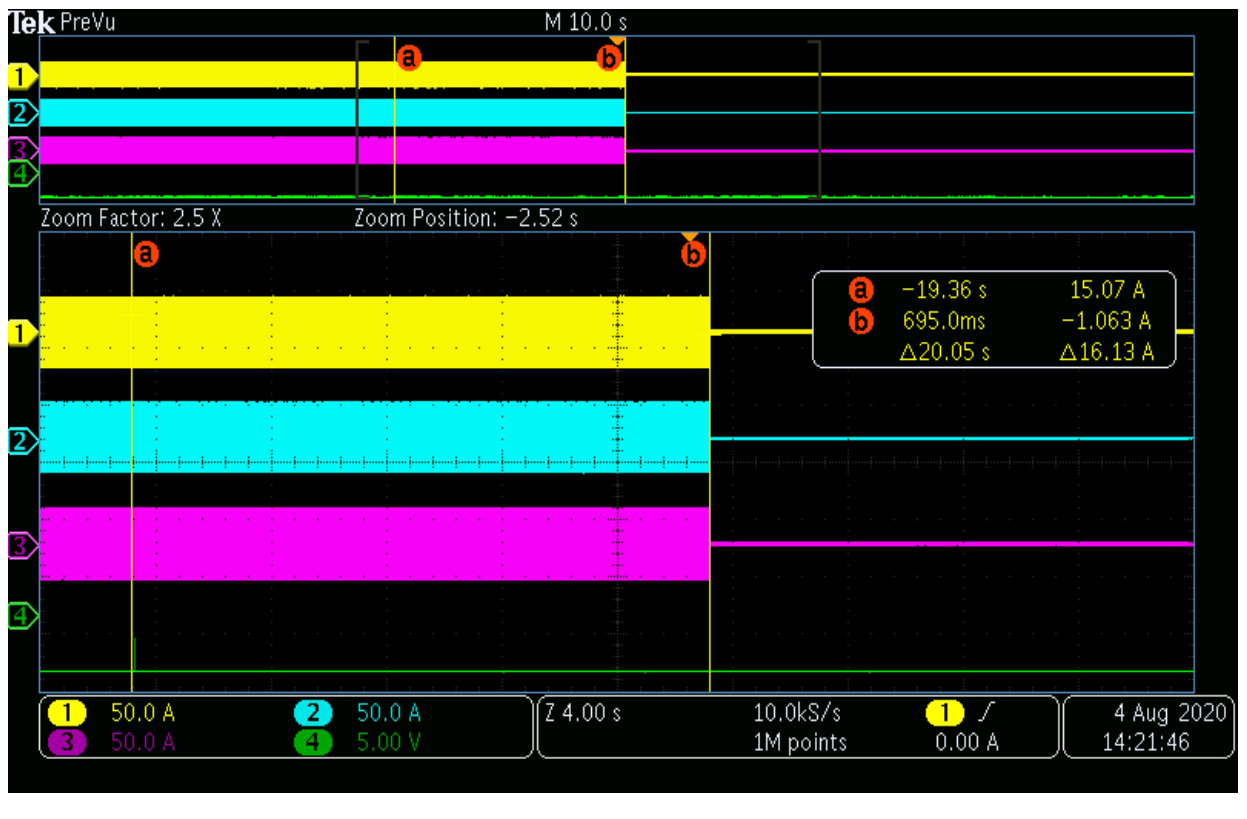 Tek PreVu M 10.0 s
a b
1
2
3
4
Zoom Factor: 2.5 X Zoom Position: −2.52 s
a b
a −19.36 s 15.07 A
b 695.0ms −1.063 A
△20.05 s △16.13 A
1
2
3
4
1 50.0 A 2 50.0 A Z 4.00 s 10.0kS/s 1 ∫ 4 Aug 2020
3 50.0 A 4 5.00 V 1M points 0.00 A 14:21:46